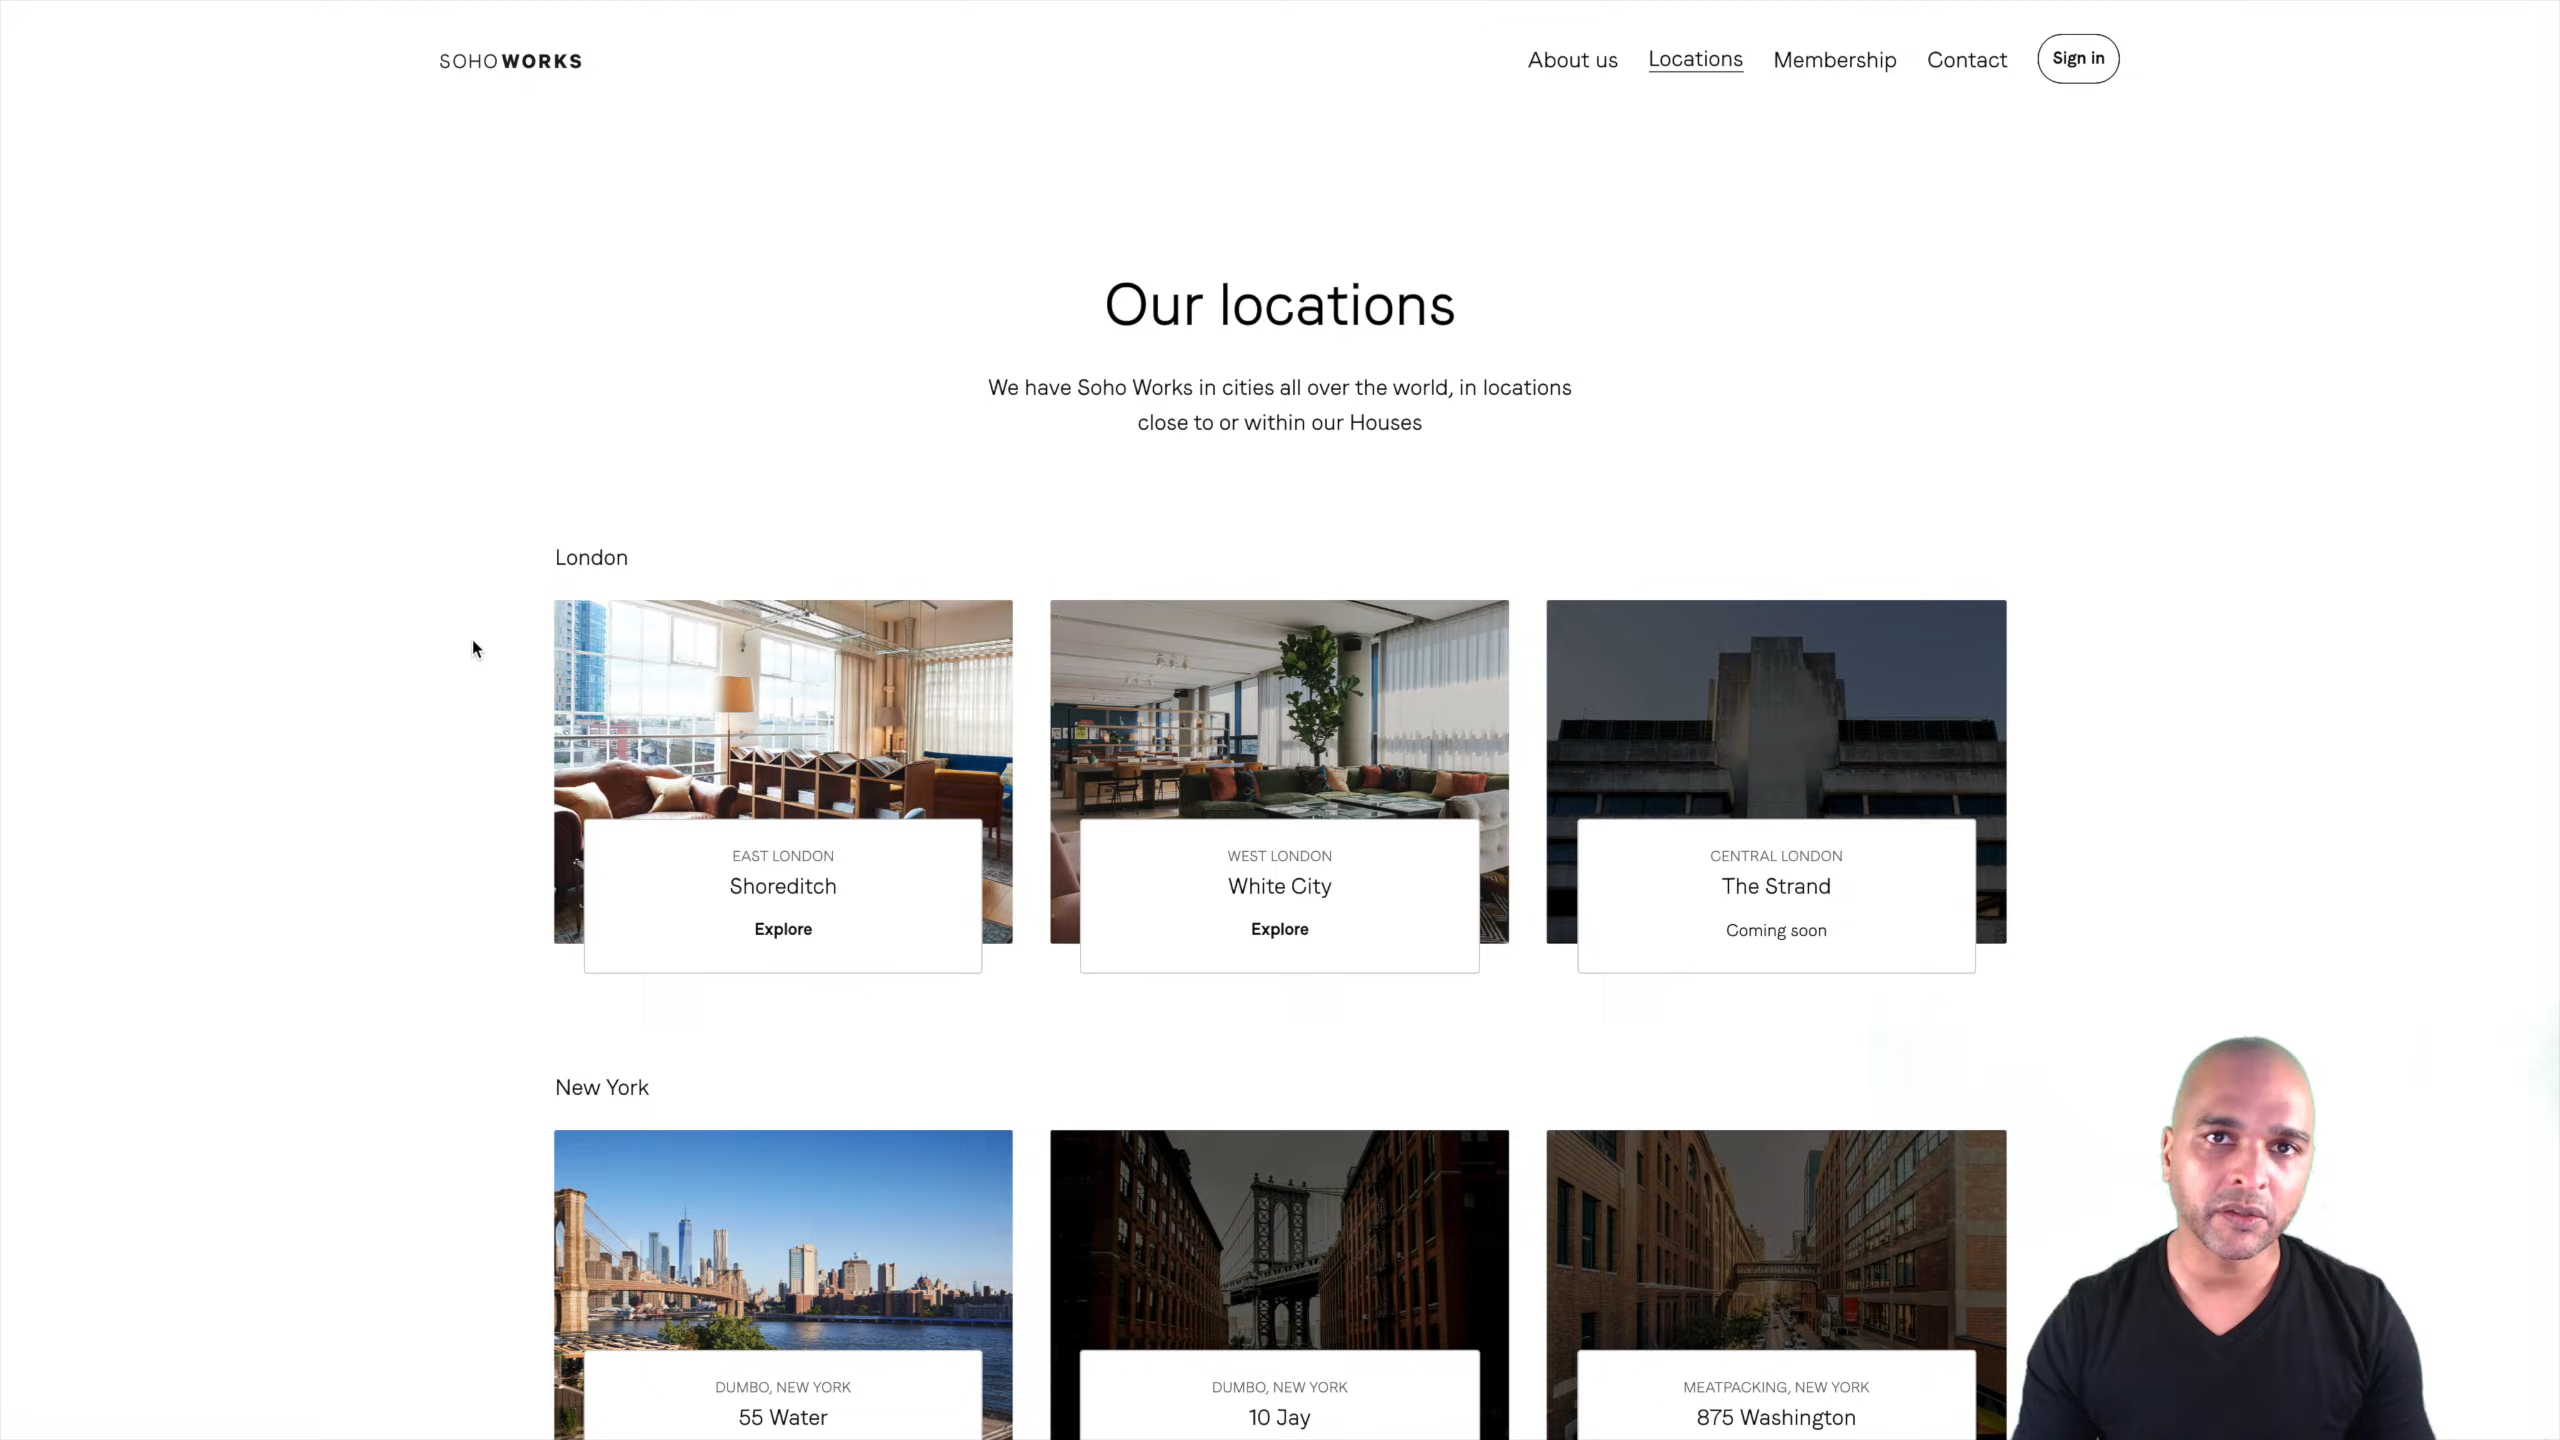 SOHOWORKS
About us
Locations
Membership
Contact
Sign in
Our locations
We have Soho Works in cities all over the world, in locations
close to or within our Houses
London
EAST LONDON
Shoreditch
Explore
WEST LONDON
White City
Explore
CENTRAL LONDON
The Strand
Coming soon
New York
DUMBO, NEW YORK
55 Water
DUMBO, NEW YORK
10 Jay
MEATPACKING, NEW YORK
875 Washington